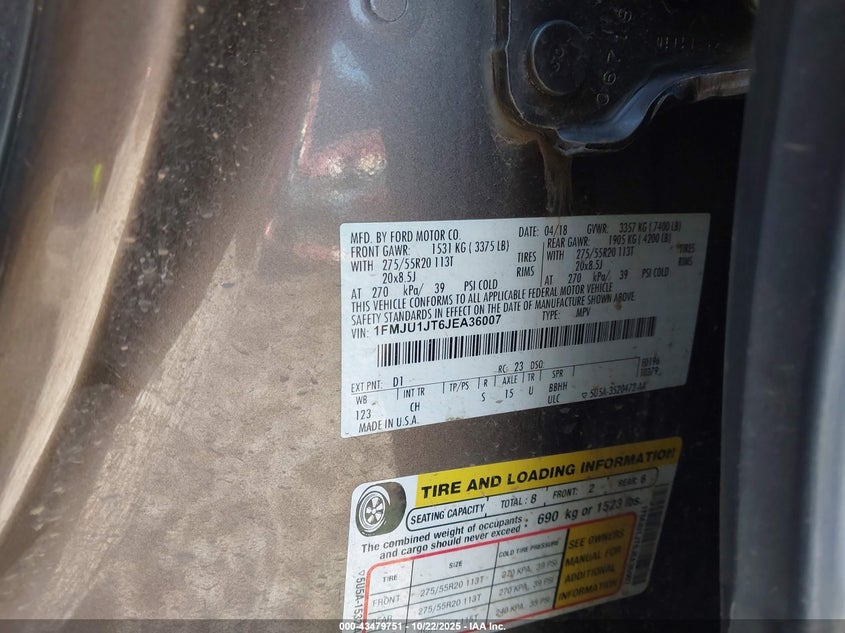 MFD. BY FORD MOTOR CO. DATE: 04/18 GVWR: 3357 KG ( 7400 LB)
FRONT GAWR: 1531 KG ( 3375 LB) REAR GAWR: 1905 KG ( 4200 LB)
WITH 275/55R20 113T TIRES WITH 275/55R20 113T TIRES
20x8.5J RIMS 20x8.5J RIMS
AT 270 kPa/ 39 PSI COLD AT 270 kPa/ 39 PSI COLD
THIS VEHICLE CONFORMS TO ALL APPLICABLE FEDERAL MOTOR VEHICLE
SAFETY STANDARDS IN EFFECT ON THE DATE OF MANUFACTURE SHOWN ABOVE.
VIN: 1FMJU1JT6JEA36007 TYPE: MPV
EXT PNT: D1 RC: 23 DSO:
WB INT TR TP/PS R AXLE TR SPR
123 CH S 15 U BBHH
ULC
MADE IN U.S.A.
5U5A-3520472-AA
TIRE AND LOADING INFORMATION
SEATING CAPACITY TOTAL: 8 FRONT: 2 REAR: 6
The combined weight of occupants and cargo should never exceed : 690 kg or 1523 lbs.
TIRE SIZE COLD TIRE PRESSURE
FRONT 275/55R20 113T 270 KPA, 39 PSI
275/55R20 113T 270 KPA, 39 PSI
SEE OWNERS
MANUAL FOR
ADDITIONAL
INFORMATION
000-43479751 - 10/22/2025 - © IAA, Inc.